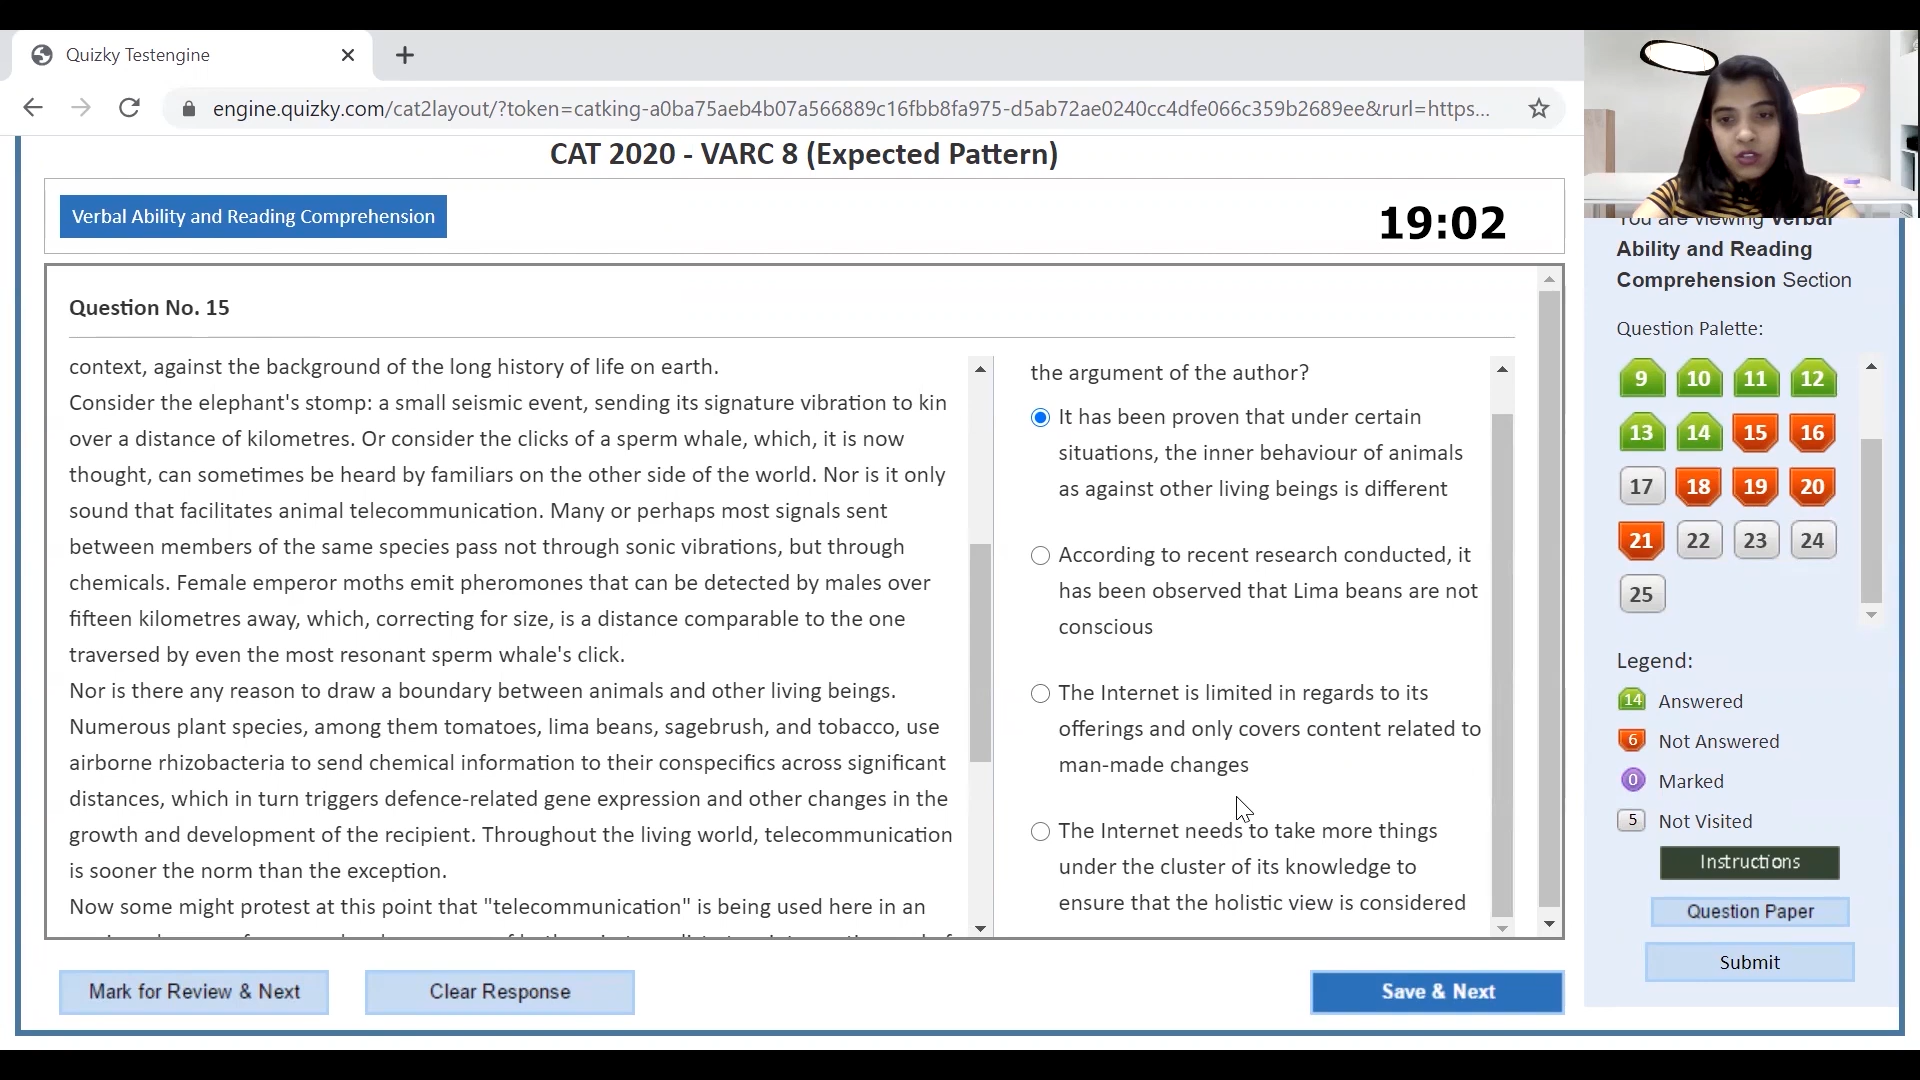 Quizky Testengine
engine.quizky.com/cat2layout/?token=catking-a0ba75aeb4b07a566889c16fbb8fa975-d5ab72ae0240cc4dfe066c359b2689ee&rurl=https...
CAT 2020 - VARC 8 (Expected Pattern)
Verbal Ability and Reading Comprehension
19:02
Question No. 15
context, against the background of the long history of life on earth.
Consider the elephant's stomp: a small seismic event, sending its signature vibration to kin
over a distance of kilometres. Or consider the clicks of a sperm whale, which, it is now
thought, can sometimes be heard by familiars on the other side of the world. Nor is it only
sound that facilitates animal telecommunication. Many or perhaps most signals sent
between members of the same species pass not through sonic vibrations, but through
chemicals. Female emperor moths emit pheromones that can be detected by males over
fifteen kilometres away, which, correcting for size, is a distance comparable to the one
traversed by even the most resonant sperm whale's click.
Nor is there any reason to draw a boundary between animals and other living beings.
Numerous plant species, among them tomatoes, lima beans, sagebrush, and tobacco, use
airborne rhizobacteria to send chemical information to their conspecifics across significant
distances, which in turn triggers defence-related gene expression and other changes in the
growth and development of the recipient. Throughout the living world, telecommunication
is sooner the norm than the exception.
Now some might protest at this point that "telecommunication" is being used here in an
the argument of the author?
It has been proven that under certain
situations, the inner behaviour of animals
as against other living beings is different
According to recent research conducted, it
has been observed that Lima beans are not
conscious
The Internet is limited in regards to its
offerings and only covers content related to
man-made changes
The Internet needs to take more things
under the cluster of its knowledge to
ensure that the holistic view is considered
Mark for Review & Next
Clear Response
Save & Next
You are viewing Verbal
Ability and Reading
Comprehension Section
Question Palette:
9 10 11 12
13 14 15 16
17 18 19 20
21 22 23 24
25
Legend:
14 Answered
6 Not Answered
0 Marked
5 Not Visited
Instructions
Question Paper
Submit